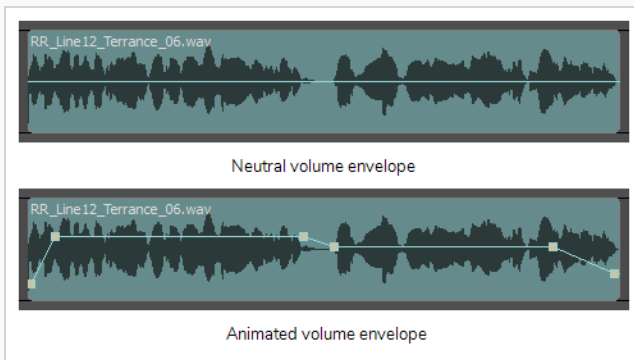 RR_Line12_Terrance_06.wav
Neutral volume envelope
RR_Line12_Terrance_06.wav
Animated volume envelope